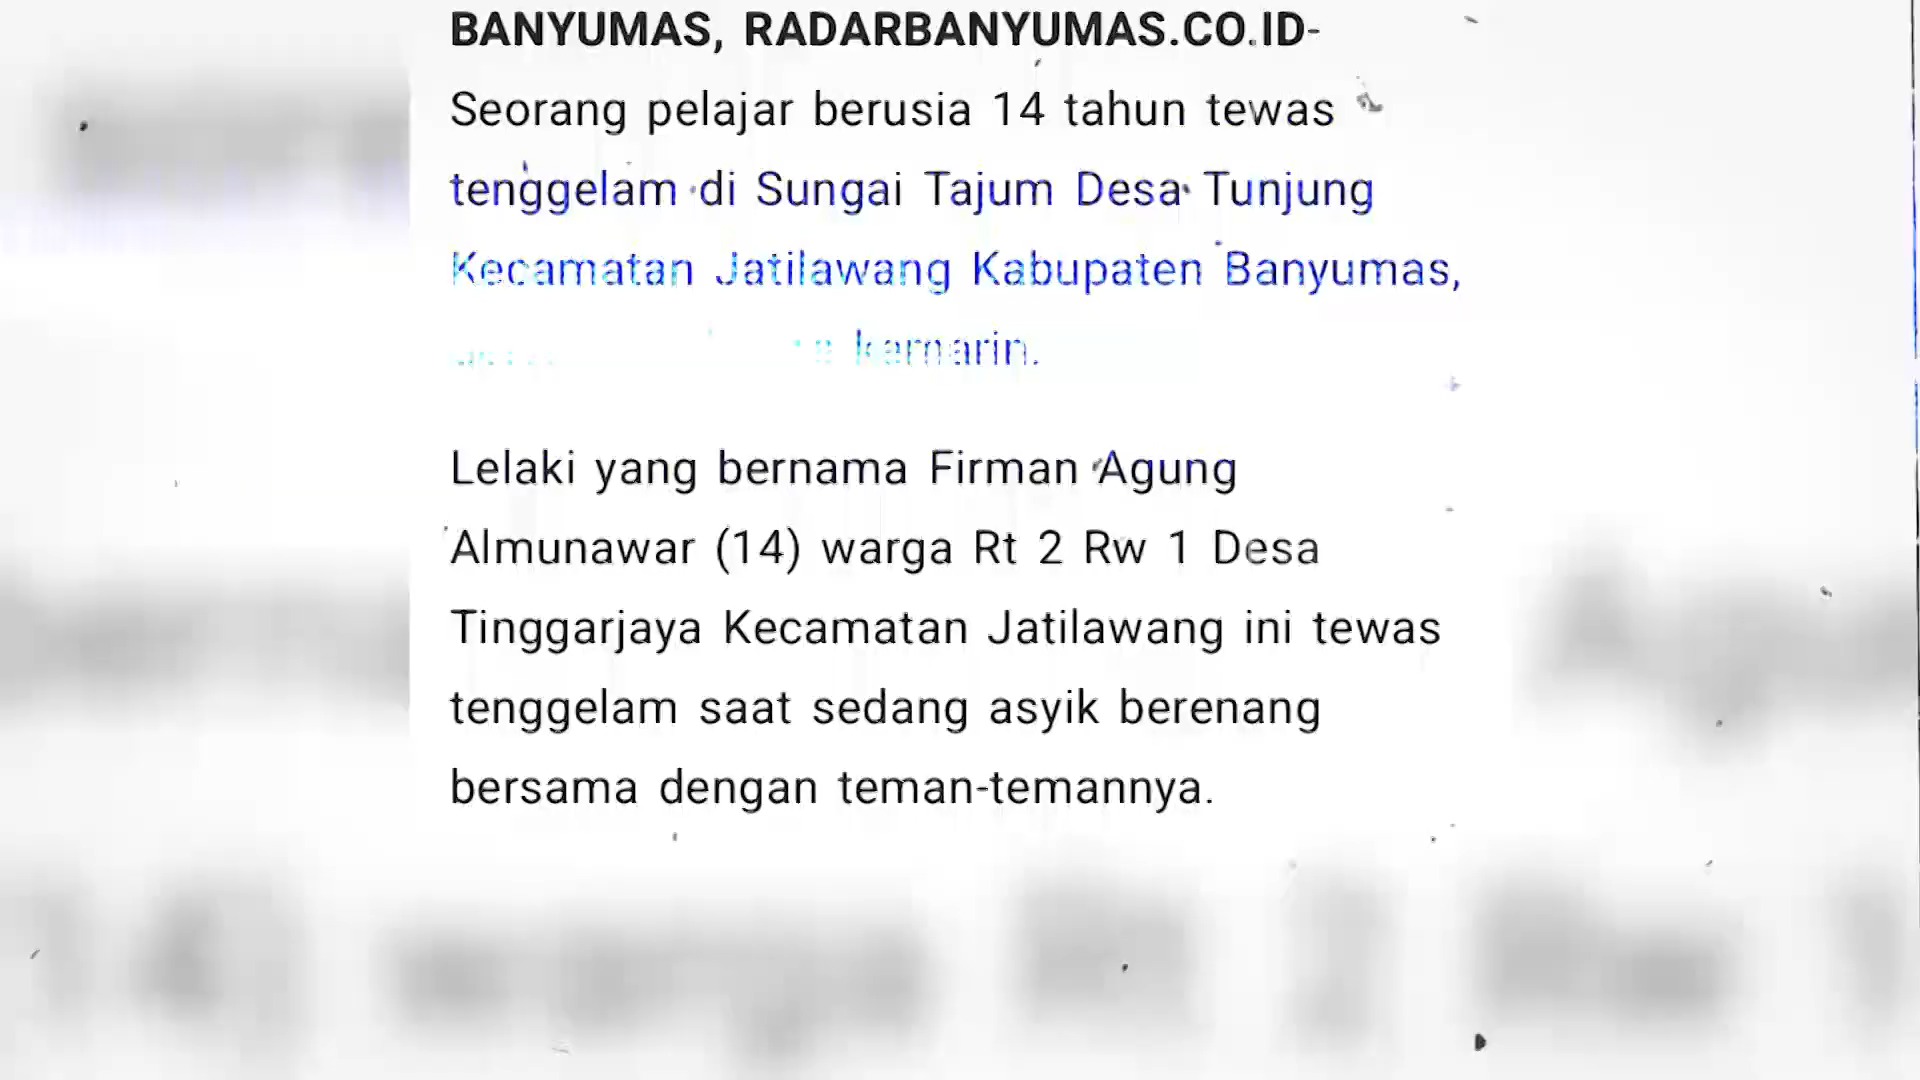 BANYUMAS, RADARBANYUMAS.CO.ID-
Seorang pelajar berusia 14 tahun tewas
tenggelam di Sungai Tajum Desa Tunjung
Kecamatan Jatilawang Kabupaten Banyumas,
kemarin.
Lelaki yang bernama Firman Agung
Almunawar (14) warga Rt 2 Rw 1 Desa
Tinggarjaya Kecamatan Jatilawang ini tewas
tenggelam saat sedang asyik berenang
bersama dengan teman-temannya.